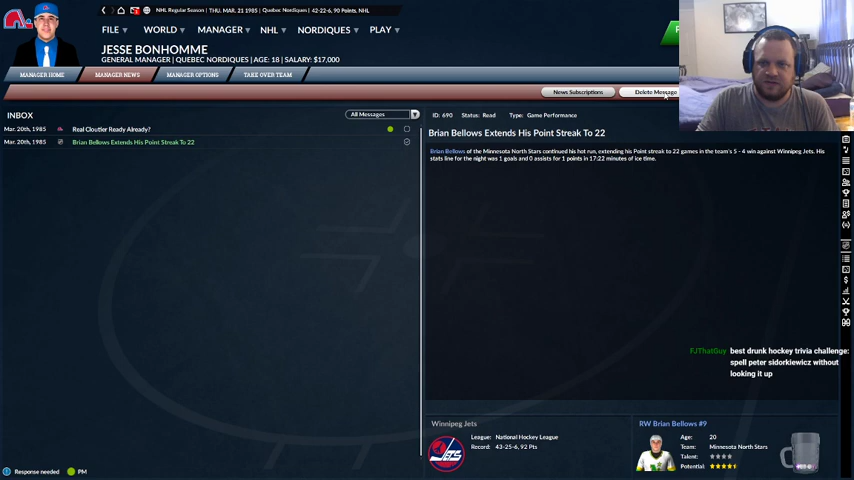 NHL Regular Season | THU. MAR. 21 1985 | Quebec Nordiques | 42-22-6, 90 Points, NHL
FILE WORLD MANAGER NHL NORDIQUES PLAY
JESSE BONHOMME
GENERAL MANAGER | QUEBEC NORDIQUES | AGE: 18 | SALARY: $17,000
MANAGER HOME MANAGER NEWS MANAGER OPTIONS TAKE OVER TEAM
News Subscriptions Delete Message
INBOX All Messages
Mar. 20th, 1985 Real Cloutier Ready Already?
Mar. 20th, 1985 Brian Bellows Extends His Point Streak To 22
ID: 690 Status: Read Type: Game Performance
Brian Bellows Extends His Point Streak To 22
Brian Bellows of the Minnesota North Stars continued his hot run, extending his Point streak to 22 games in the team's 5 - 4 win against Winnipeg Jets. His
stats line for the night was 1 goals and 0 assists for 1 points in 17:22 minutes of ice time.
FJThatGuy best drunk hockey trivia challenge:
spell peter sidorkiewicz without
looking it up
Winnipeg Jets
League: National Hockey League
Record: 43-25-6, 92 Pts
JETS
RW Brian Bellows #9
Age: 20
Team: Minnesota North Stars
Talent:
Potential:
Response needed PM